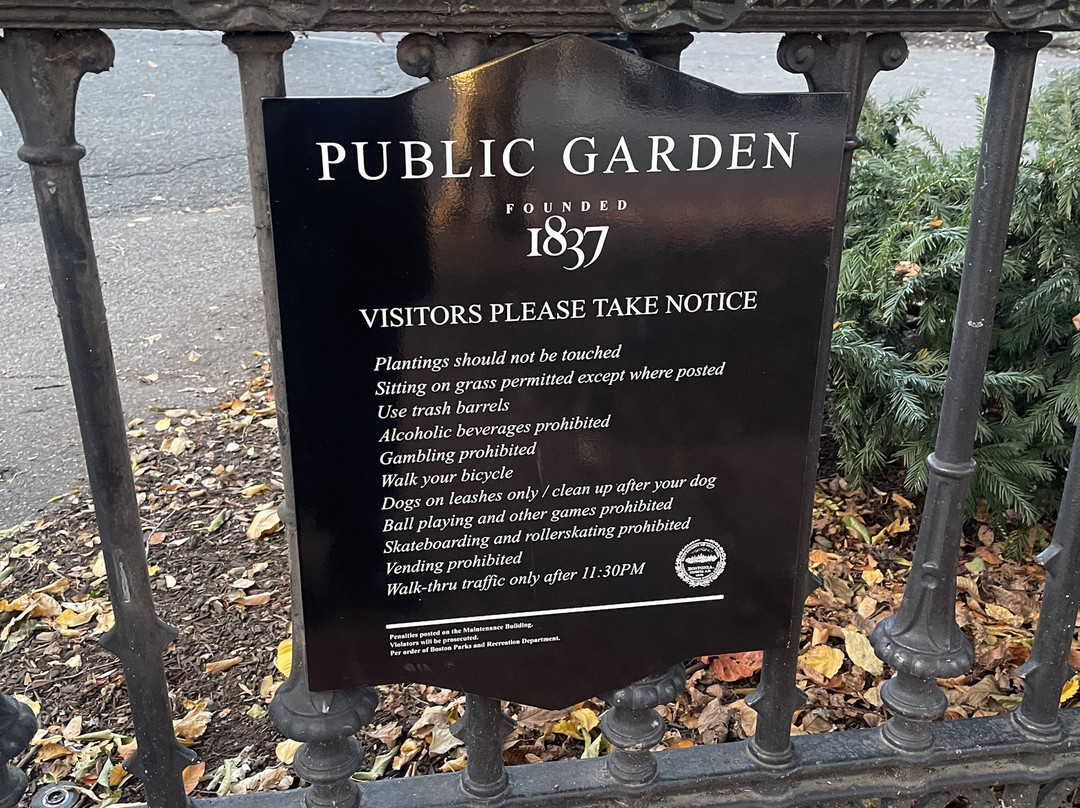 PUBLIC GARDEN
FOUNDED
1837
VISITORS PLEASE TAKE NOTICE
Plantings should not be touched
Sitting on grass permitted except where posted
Use trash barrels
Alcoholic beverages prohibited
Gambling prohibited
Walk your bicycle
Dogs on leashes only / clean up after your dog
Ball playing and other games prohibited
Skateboarding and rollerskating prohibited
Vending prohibited
Walk-thru traffic only after 11:30PM
BOSTONIA
Penalties posted on the Maintenance Building.
Violators will be prosecuted.
Per order of Boston Parks and Recreation Department.